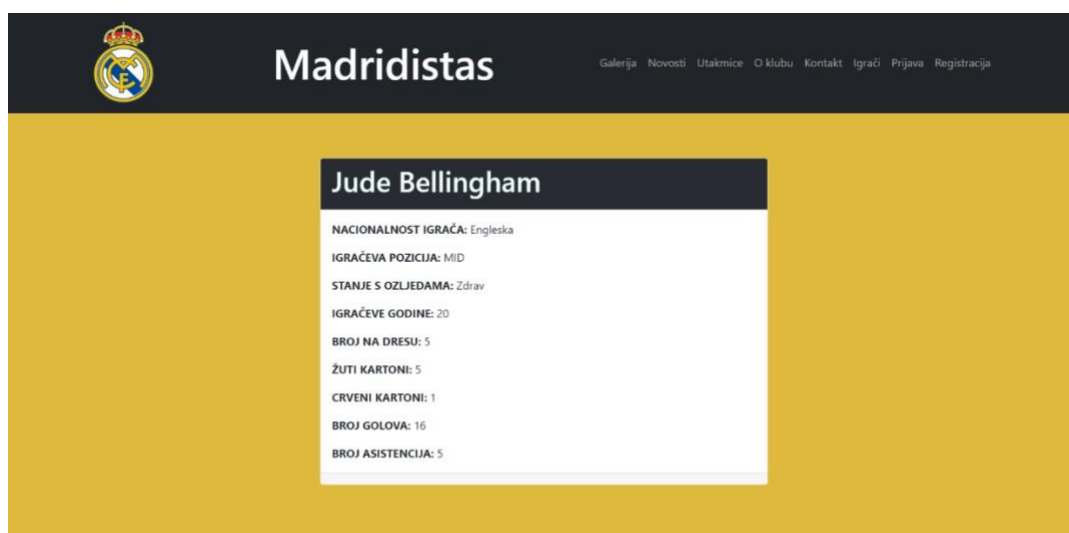 Madridistas
Galerija Novosti Utakmice O klubu Kontakt Igrači Prijava Registracija
Jude Bellingham
NACIONALNOST IGRAČA: Engleska
IGRAČEVA POZICIJA: MID
STANJE S OZLJEDAMA: Zdrav
IGRAČEVE GODINE: 20
BROJ NA DRESU: 5
ŽUTI KARTONI: 5
CRVENI KARTONI: 1
BROJ GOLOVA: 16
BROJ ASISTENCIJA: 5